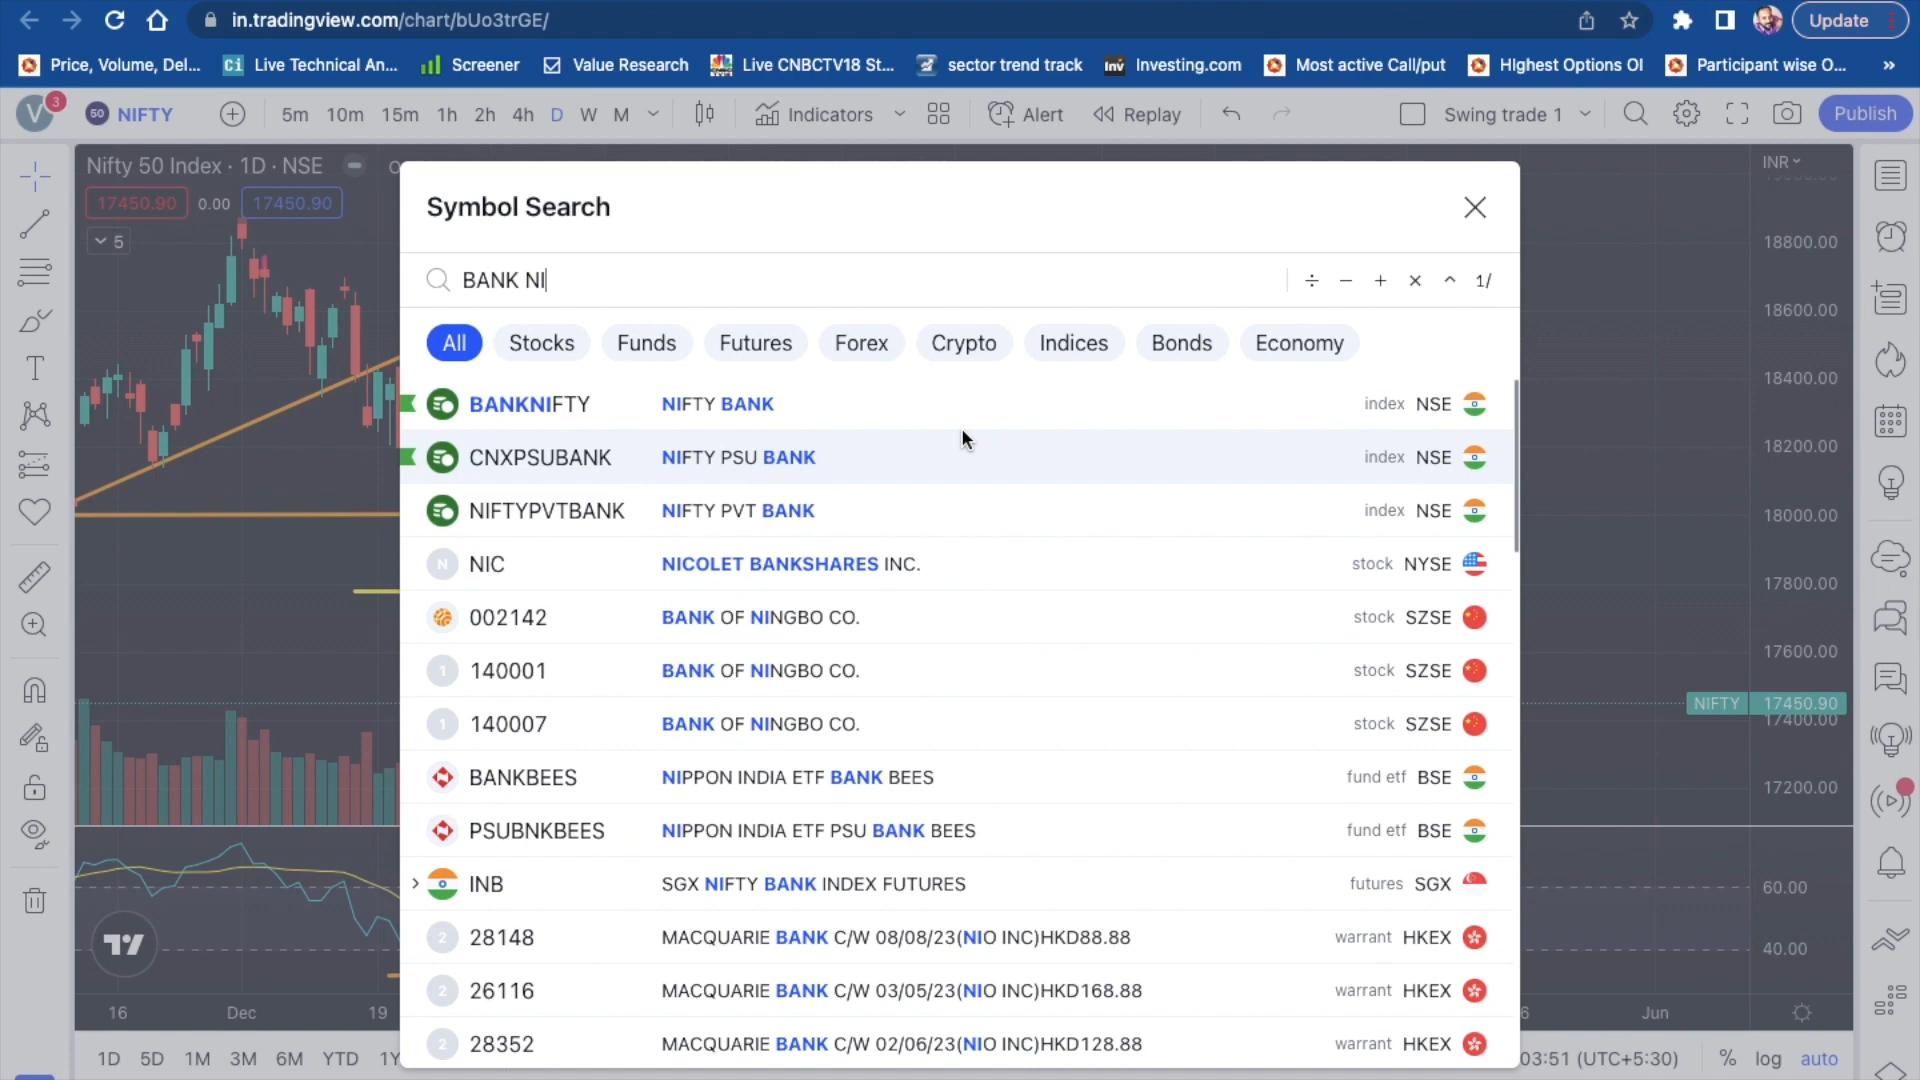 in.tradingview.com/chart/bUo3trGE/
Update
Price, Volume, Del...
Ci Live Technical An...
Screener
Value Research
Live CNBCTV18 St...
sector trend track
Inv Investing.com
Most active Call/put
HIghest Options OI
Participant wise O...
»
V 3 50 NIFTY 5m 10m 15m 1h 2h 4h D W M Indicators Alert Replay Swing trade 1 Publish
Nifty 50 Index · 1D · NSE
17450.90 0.00 17450.90
5
INR
Symbol Search
BANK NI ÷ − + × ^ 1/
All Stocks Funds Futures Forex Crypto Indices Bonds Economy
BANKNIFTY NIFTY BANK index NSE
CNXPSUBANK NIFTY PSU BANK index NSE
NIFTYPVTBANK NIFTY PVT BANK index NSE
N NIC NICOLET BANKSHARES INC. stock NYSE
002142 BANK OF NINGBO CO. stock SZSE
1 140001 BANK OF NINGBO CO. stock SZSE
1 140007 BANK OF NINGBO CO. stock SZSE
BANKBEES NIPPON INDIA ETF BANK BEES fund etf BSE
PSUBNKBEES NIPPON INDIA ETF PSU BANK BEES fund etf BSE
INB SGX NIFTY BANK INDEX FUTURES futures SGX
2 28148 MACQUARIE BANK C/W 08/08/23(NIO INC)HKD88.88 warrant HKEX
2 26116 MACQUARIE BANK C/W 03/05/23(NIO INC)HKD168.88 warrant HKEX
2 28352 MACQUARIE BANK C/W 02/06/23(NIO INC)HKD128.88 warrant HKEX
18800.00
18600.00
18400.00
18200.00
18000.00
17800.00
17600.00
NIFTY 17450.90
17400.00
17200.00
60.00
40.00
16 Dec 19 6 Jun
1D 5D 1M 3M 6M YTD 1Y 03:51 (UTC+5:30) % log auto